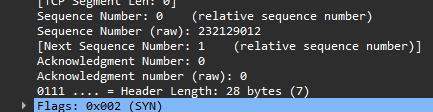 [TCP Segment Len: 0]
Sequence Number: 0    (relative sequence number)
Sequence Number (raw): 232129012
[Next Sequence Number: 1    (relative sequence number)]
Acknowledgment Number: 0
Acknowledgment number (raw): 0
0111 .... = Header Length: 28 bytes (7)
Flags: 0x002 (SYN)